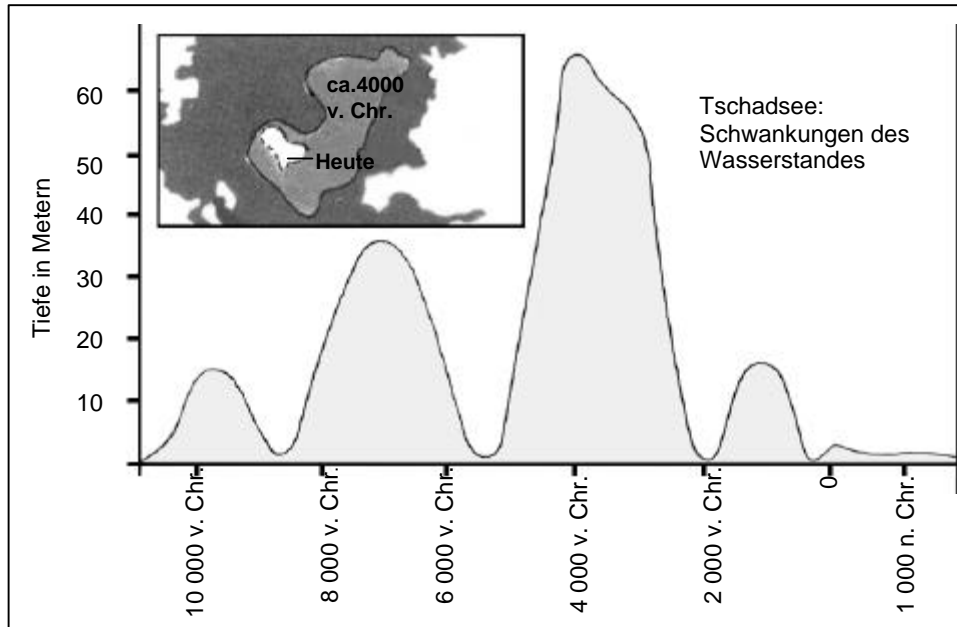 ca.4000
v. Chr.
Heute
Tschadsee:
Schwankungen des
Wasserstandes
Tiefe in Metern
60
50
40
30
20
10
10 000 v. Chr.
8 000 v. Chr.
6 000 v. Chr.
4 000 v. Chr.
2 000 v. Chr.
0
1 000 n. Chr.